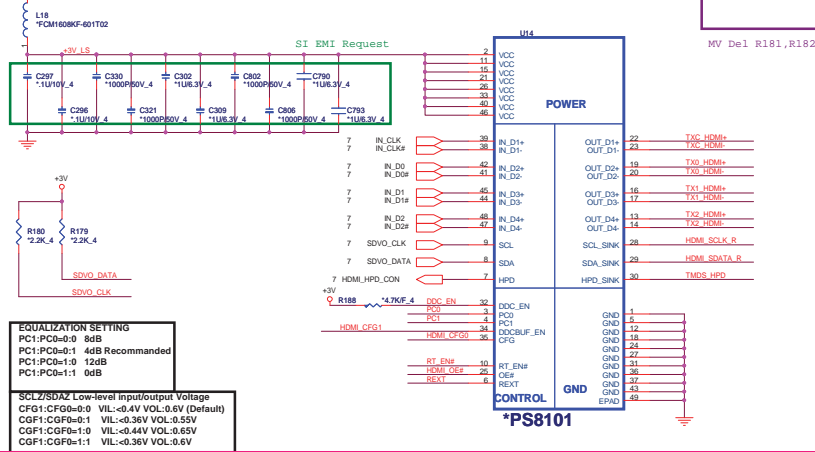 L18
*FCM1608KF-601T02
1
+3V_LS
SI EMI Request
MV Del R181,R182
C297
*.1U/10V_4
C330
*1000P/50V_4
C302
*1U/6.3V_4
C802
*1000P/50V_4
C790
*1U/6.3V_4
C296
*.1U/10V_4
C321
*1000P/50V_4
C309
*1U/6.3V_4
C806
*1000P/50V_4
C793
*1U/6.3V_4
+3V
R180
*2.2K_4
R179
*2.2K_4
SDVO_DATA
SDVO_CLK
U14
2 VCC
11 VCC
15 VCC
21 VCC
26 VCC
33 VCC
40 VCC
46 VCC
POWER
7 IN_CLK 39 IN_D1+ OUT_D1+ 22 TXC_HDMI+
7 IN_CLK# 38 IN_D1- OUT_D1- 23 TXC_HDMI-
7 IN_D0 42 IN_D2+ OUT_D2+ 19 TX0_HDMI+
7 IN_D0# 41 IN_D2- OUT_D2- 20 TX0_HDMI-
7 IN_D1 45 IN_D3+ OUT_D3+ 16 TX1_HDMI+
7 IN_D1# 44 IN_D3- OUT_D3- 17 TX1_HDMI-
7 IN_D2 48 IN_D4+ OUT_D4+ 13 TX2_HDMI+
7 IN_D2# 47 IN_D4- OUT_D4- 14 TX2_HDMI-
7 SDVO_CLK 9 SCL SCL_SINK 28 HDMI_SCLK_R
7 SDVO_DATA 8 SDA SDA_SINK 29 HDMI_SDATA_R
7 HDMI_HPD_CON 7 HPD HPD_SINK 30 TMDS_HPD
+3V
R188 *4.7K/F_4 DDC_EN 32 DDC_EN
PC0 3 PC0
PC1 4 PC1
HDMI_CFG1 34 DDCBUF_EN
HDMI_CFG0 35 CFG
RT_EN# 10 RT_EN#
HDMI_OE# 25 OE#
REXT 6 REXT
GND 1
GND 5
GND 12
GND 18
GND 24
GND 27
GND 31
GND 36
GND 37
GND 43
EPAD 49
CONTROL
GND
*PS8101
EQUALIZATION SETTING
PC1:PC0=0:0 8dB
PC1:PC0=0:1 4dB Recommanded
PC1:PC0=1:0 12dB
PC1:PC0=1:1 0dB
SCLZ/SDAZ Low-level input/output Voltage
CFG1:CFG0=0:0 VIL:<0.4V VOL:0.6V (Default)
CGF1:CGF0=0:1 VIL:<0.36V VOL:0.55V
CGF1:CGF0=1:0 VIL:<0.44V VOL:0.65V
CGF1:CGF0=1:1 VIL:<0.36V VOL:0.6V